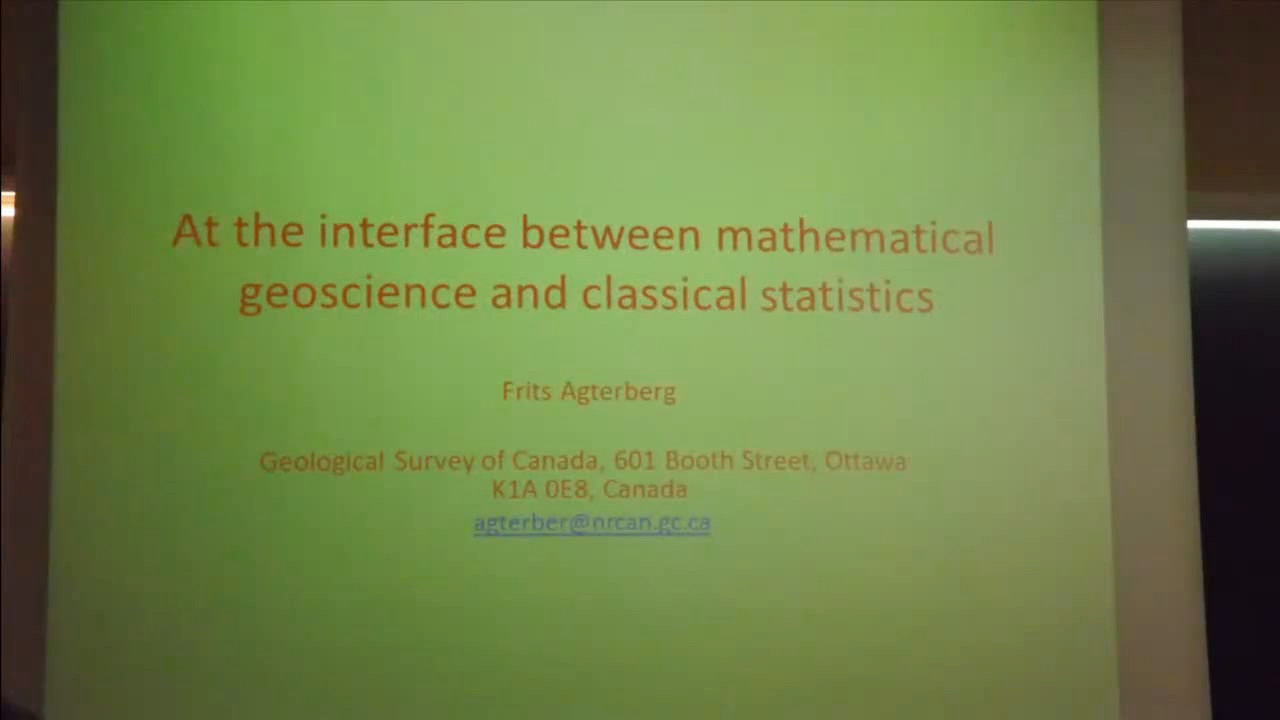 At the interface between mathematical
geoscience and classical statistics
Frits Agterberg
Geological Survey of Canada, 601 Booth Street, Ottawa
K1A 0E8, Canada
agterber@nrcan.gc.ca